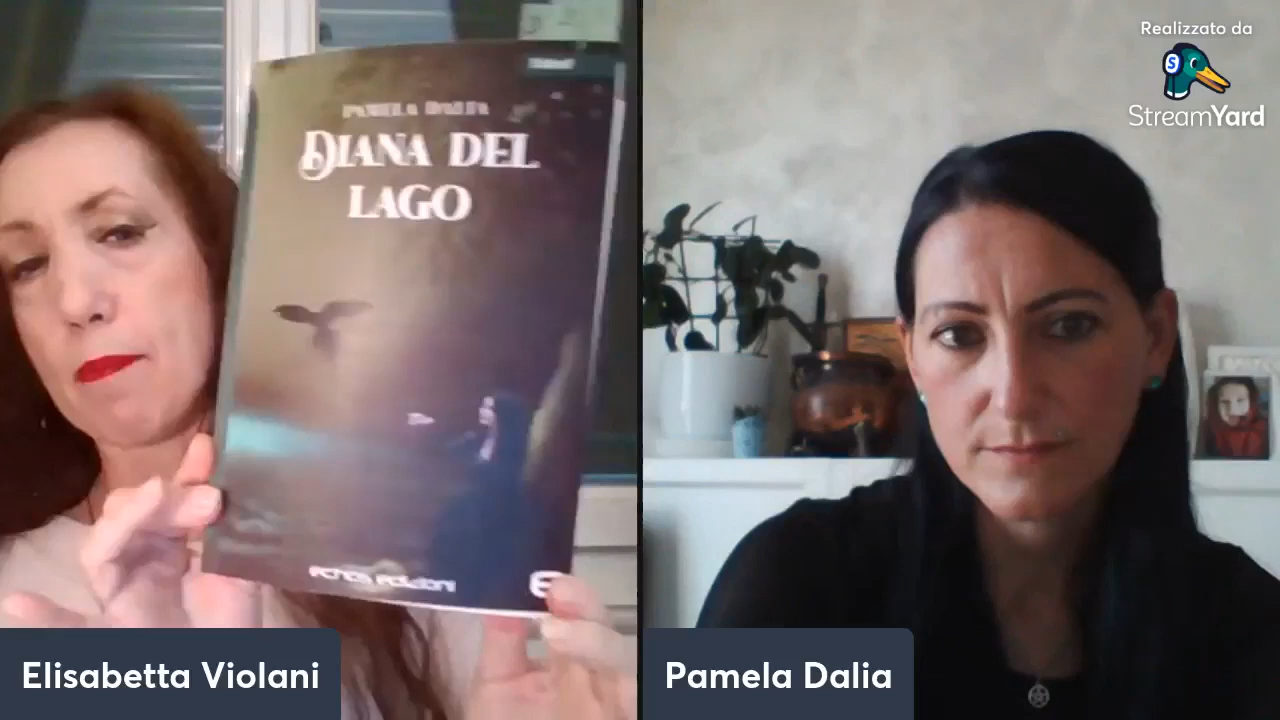 PAMELA DALIA
DIANA DEL
LAGO
Elisabetta Violani
Realizzato da
StreamYard
Pamela Dalia